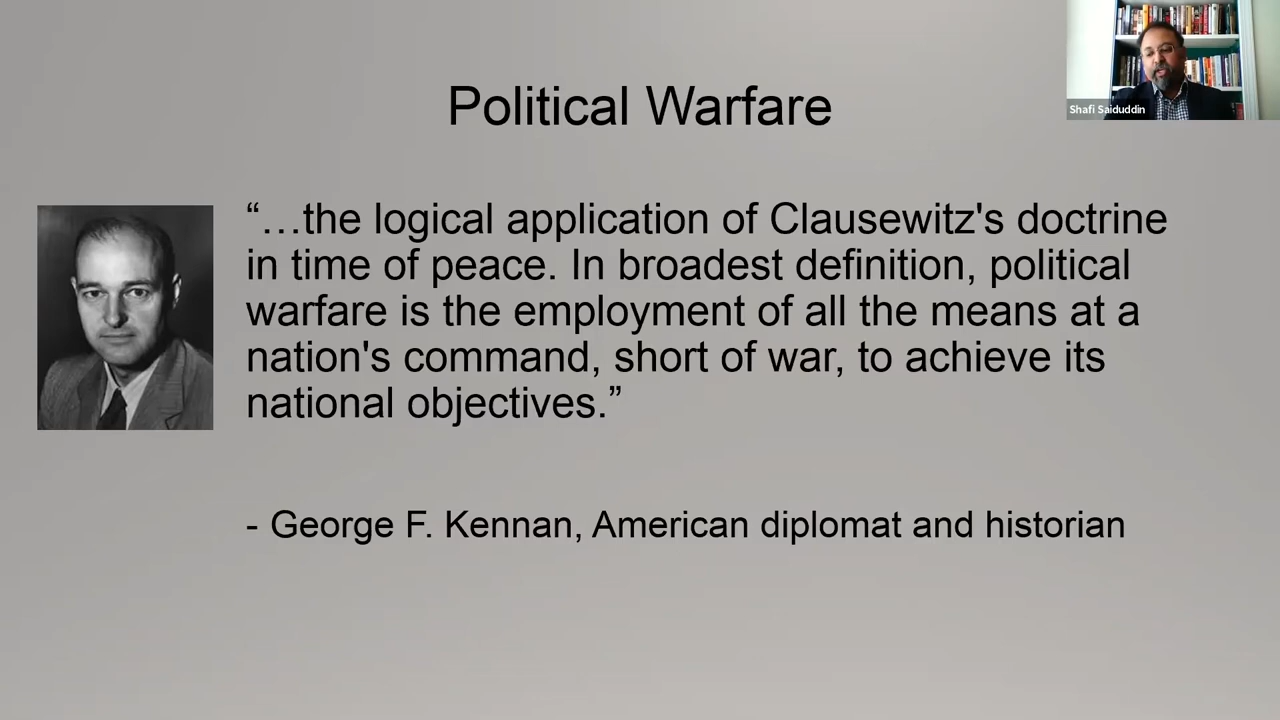 Political Warfare
Shafi Saiduddin
“…the logical application of Clausewitz's doctrine
in time of peace. In broadest definition, political
warfare is the employment of all the means at a
nation's command, short of war, to achieve its
national objectives.”
- George F. Kennan, American diplomat and historian